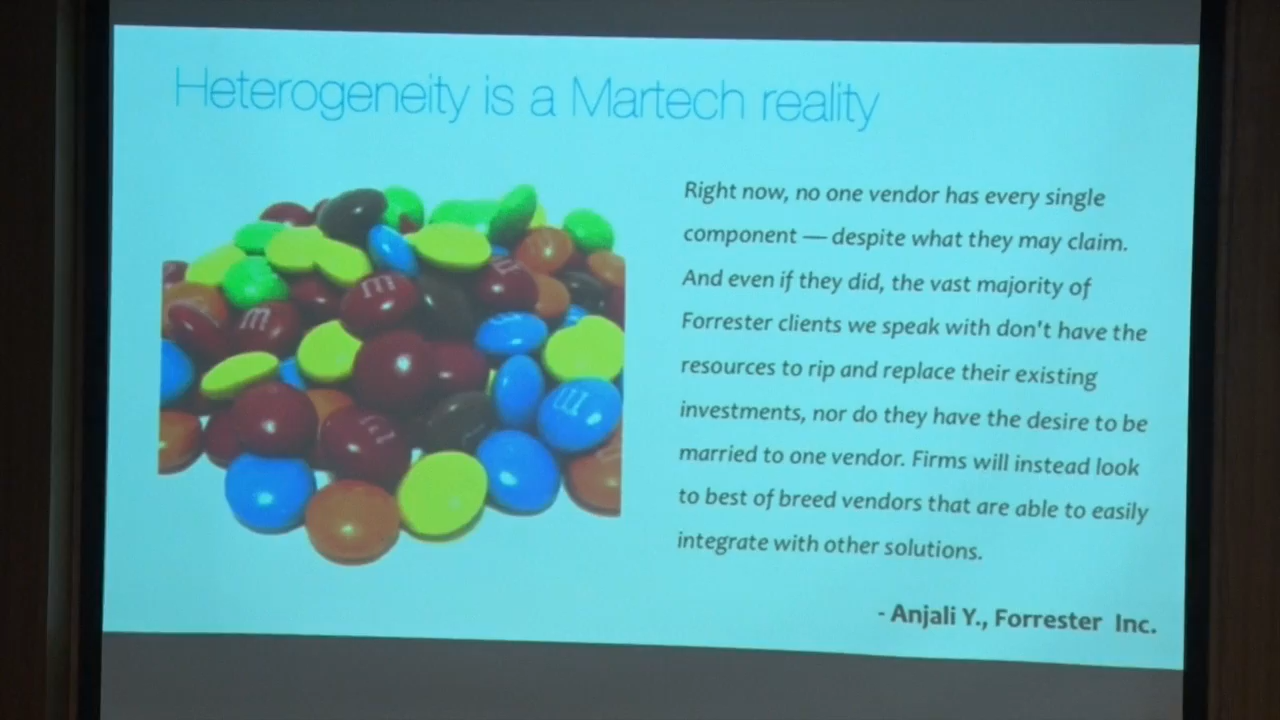 Heterogeneity is a Martech reality
Right now, no one vendor has every single
component — despite what they may claim.
And even if they did, the vast majority of
Forrester clients we speak with don't have the
resources to rip and replace their existing
investments, nor do they have the desire to be
married to one vendor. Firms will instead look
to best of breed vendors that are able to easily
integrate with other solutions.
- Anjali Y., Forrester Inc.
m
m
m
m
m